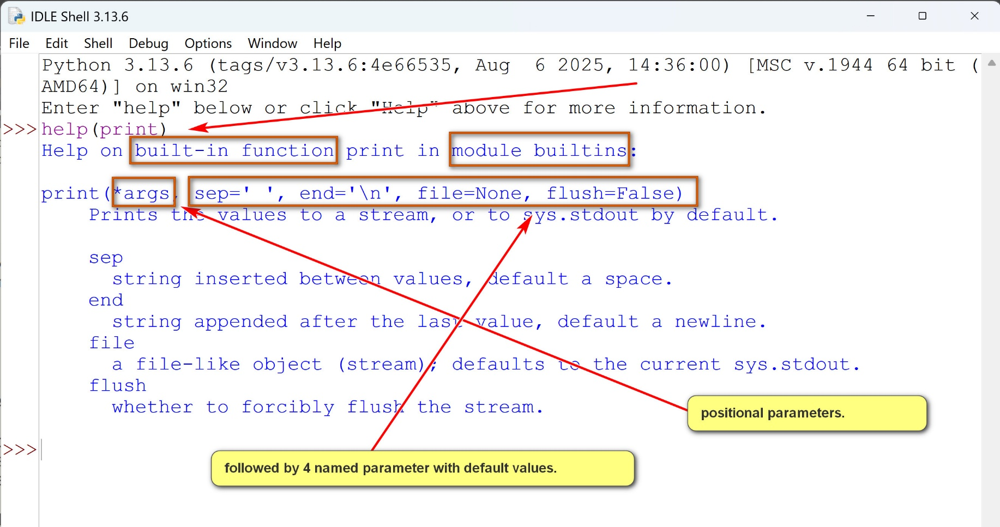 IDLE Shell 3.13.6
File Edit Shell Debug Options Window Help
Python 3.13.6 (tags/v3.13.6:4e66535, Aug  6 2025, 14:36:00) [MSC v.1944 64 bit (
AMD64)] on win32
Enter "help" below or click "Help" above for more information.
>>> help(print)
Help on built-in function print in module builtins:
print(*args, sep=' ', end='\n', file=None, flush=False)
Prints the values to a stream, or to sys.stdout by default.
sep
string inserted between values, default a space.
end
string appended after the last value, default a newline.
file
a file-like object (stream); defaults to the current sys.stdout.
flush
whether to forcibly flush the stream.
positional parameters.
>>>
followed by 4 named parameter with default values.